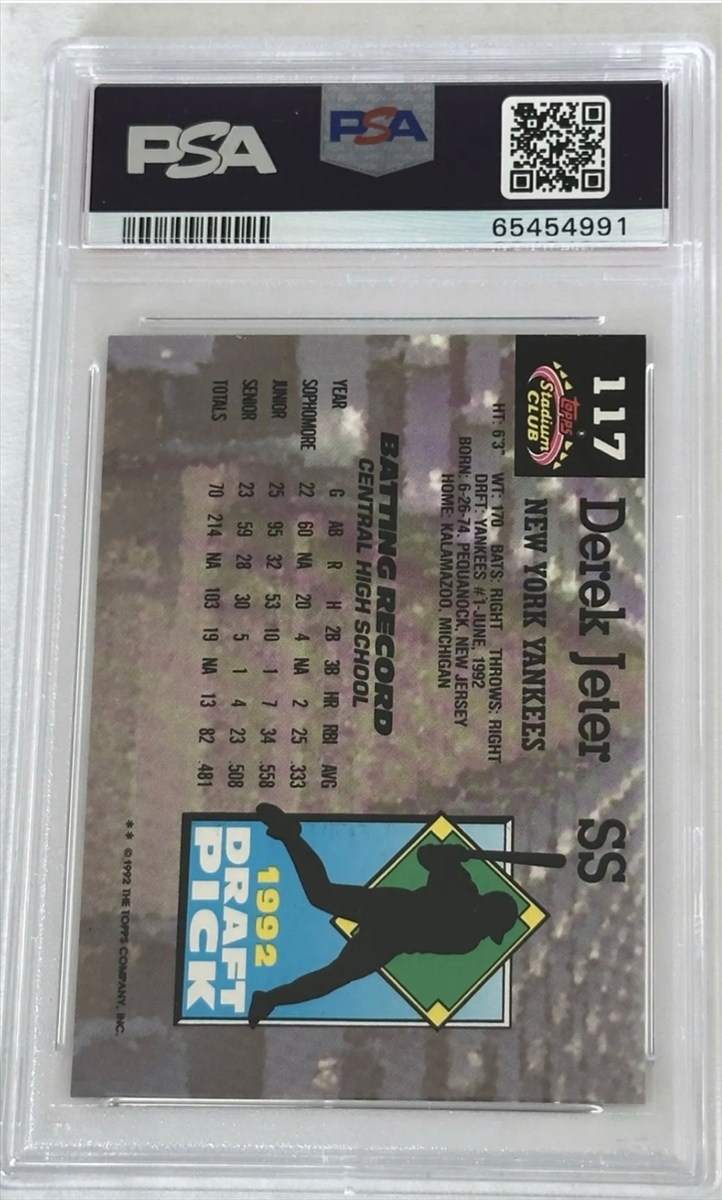 PSA
PSA
65454991
117
Topps
Stadium
CLUB
Derek Jeter SS
NEW YORK YANKEES
HT: 6'3" WT: 170 BATS: RIGHT THROWS: RIGHT
DRFT: YANKEES #1-JUNE, 1992
BORN: 6-26-74, PEQUANOCK, NEW JERSEY
HOME: KALAMAZOO, MICHIGAN
BATTING RECORD
CENTRAL HIGH SCHOOL
YEAR G AB R H 2B 3B HR RBI AVG
SOPHOMORE 22 60 NA 20 4 NA 2 25 .333
JUNIOR 25 95 32 53 10 1 7 34 .558
SENIOR 23 59 28 30 5 1 4 23 .508
TOTALS 70 214 NA 103 19 NA 13 82 .481
1992
DRAFT
PICK
** ©1992 THE TOPPS COMPANY, INC.